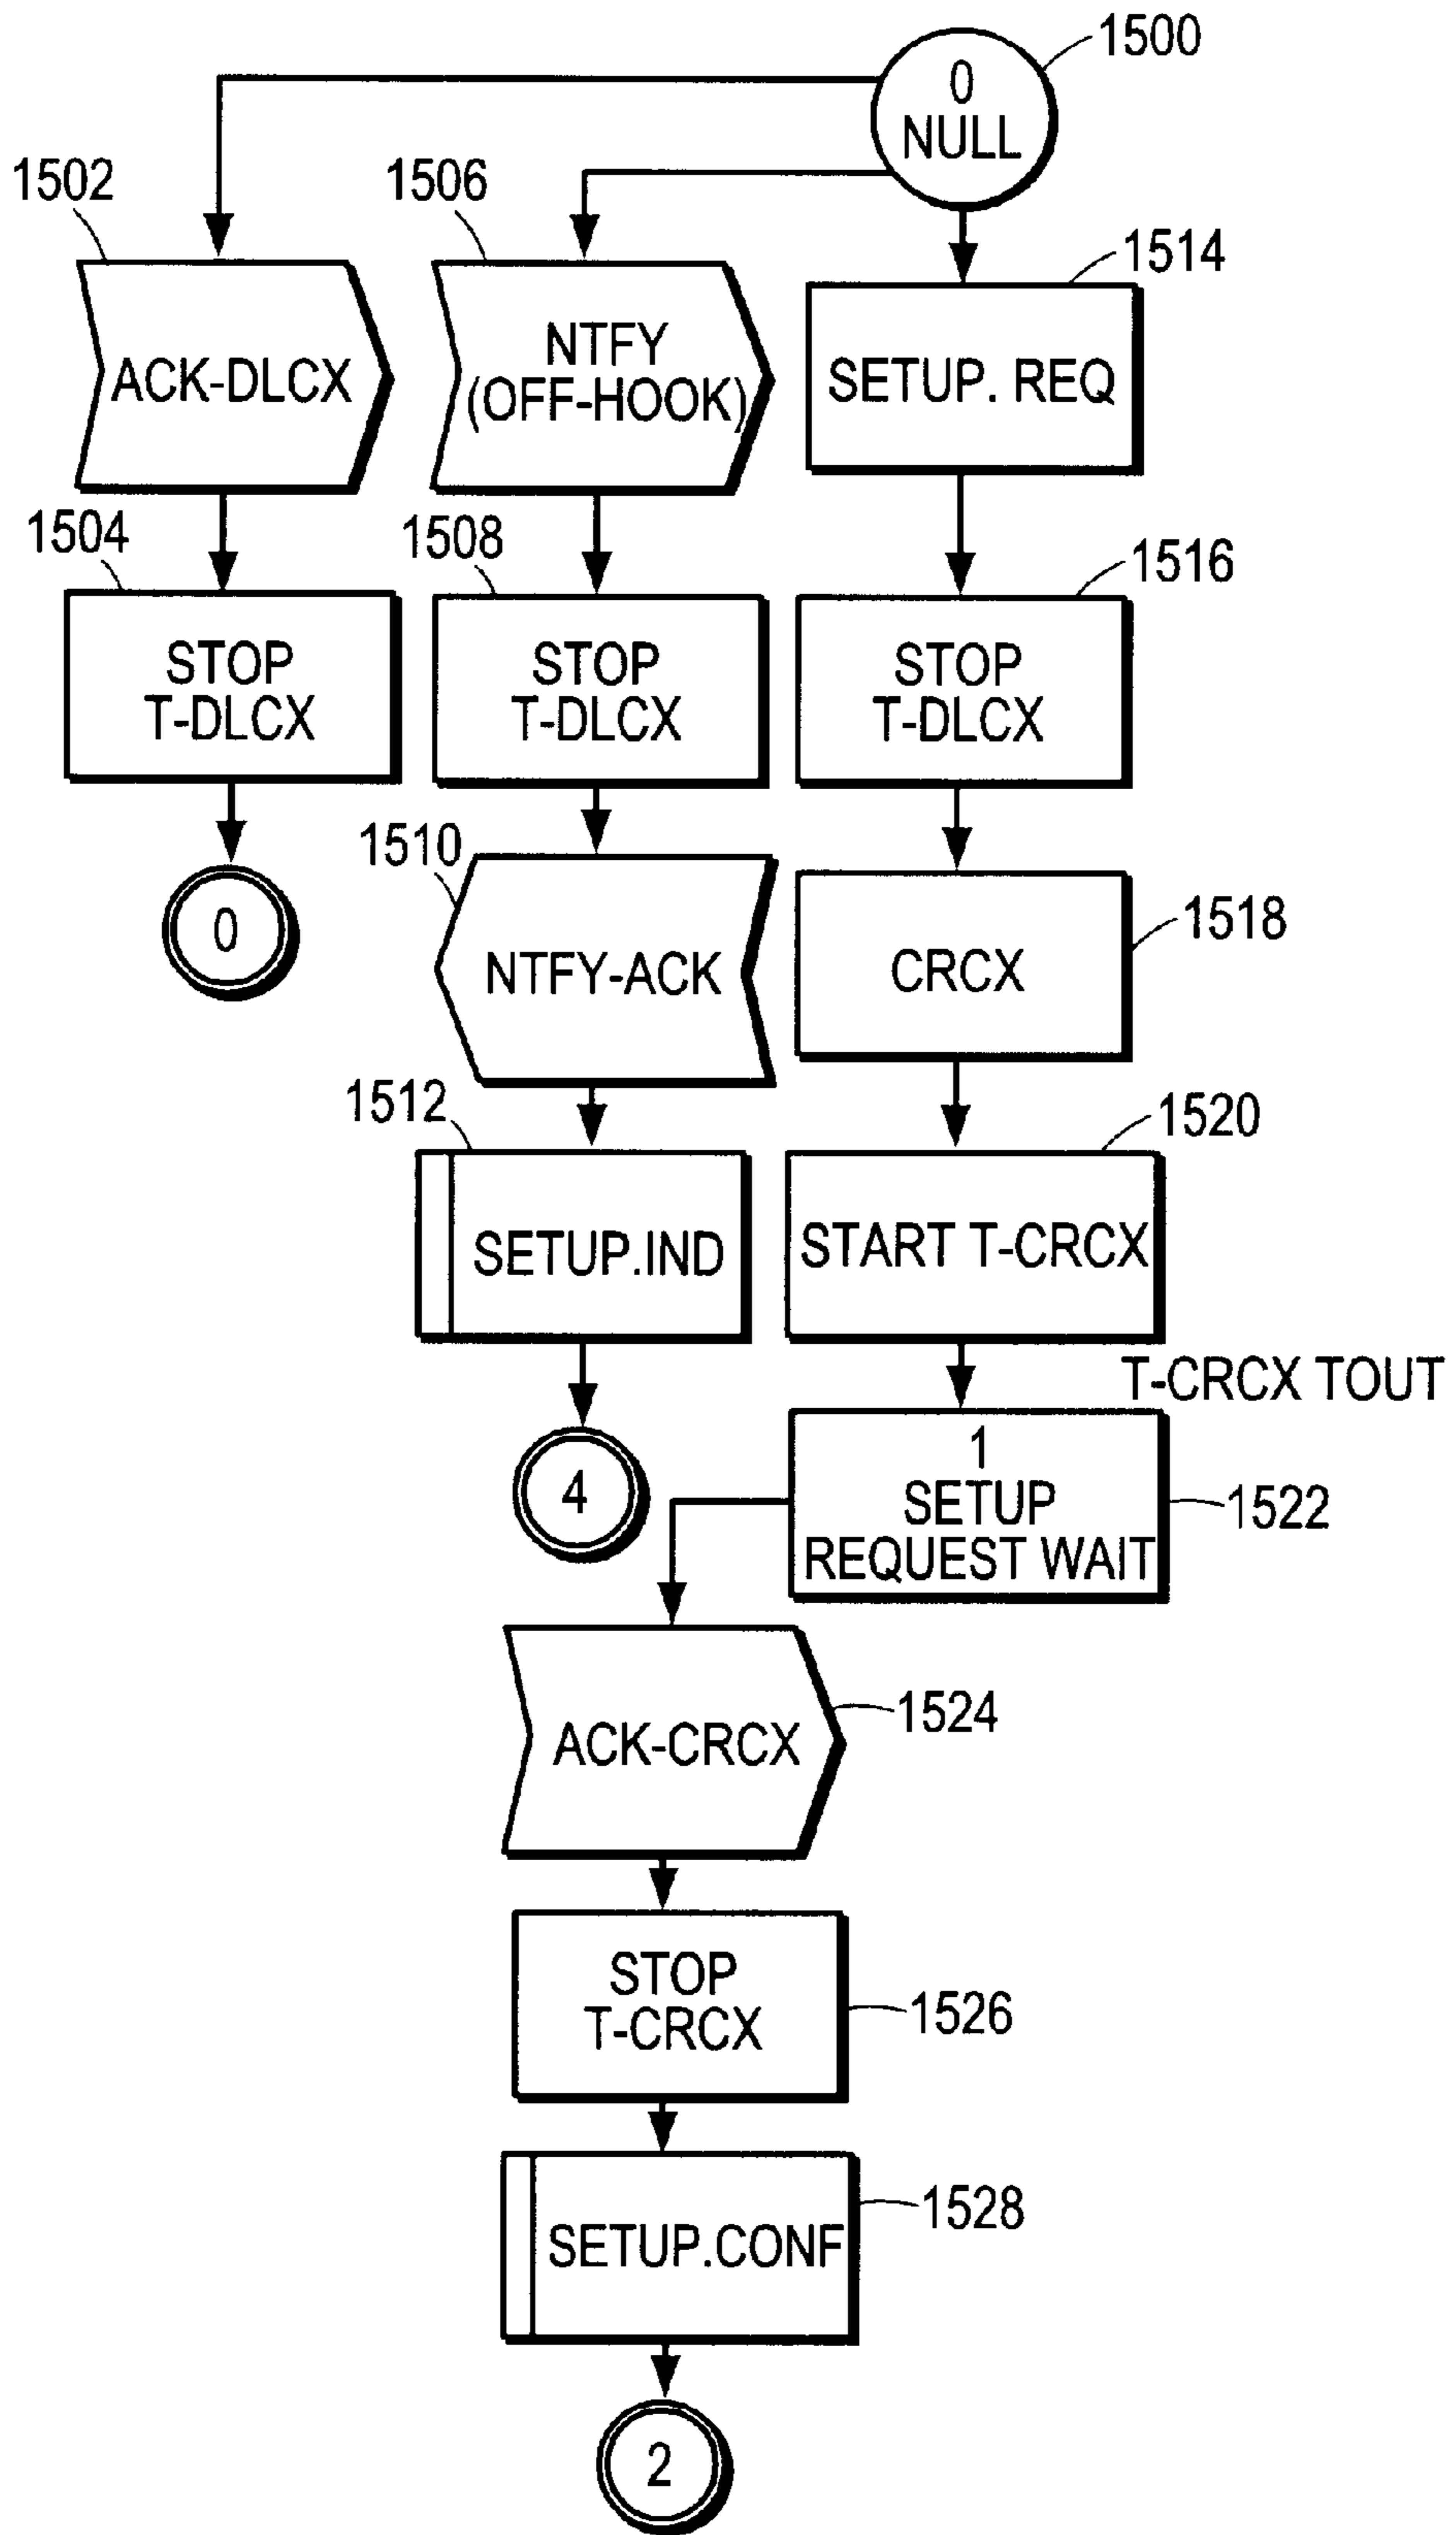 1500
0
NULL
1502
1506
1514
ACK-DLCX
NTFY
(OFF-HOOK)
SETUP. REQ
1504
1508
1516
STOP
T-DLCX
STOP
T-DLCX
STOP
T-DLCX
1510
1518
0
NTFY-ACK
CRCX
1512
1520
SETUP.IND
START T-CRCX
T-CRCX TOUT
4
1
SETUP
REQUEST WAIT
1522
ACK-CRCX
1524
STOP
T-CRCX
1526
SETUP.CONF
1528
2